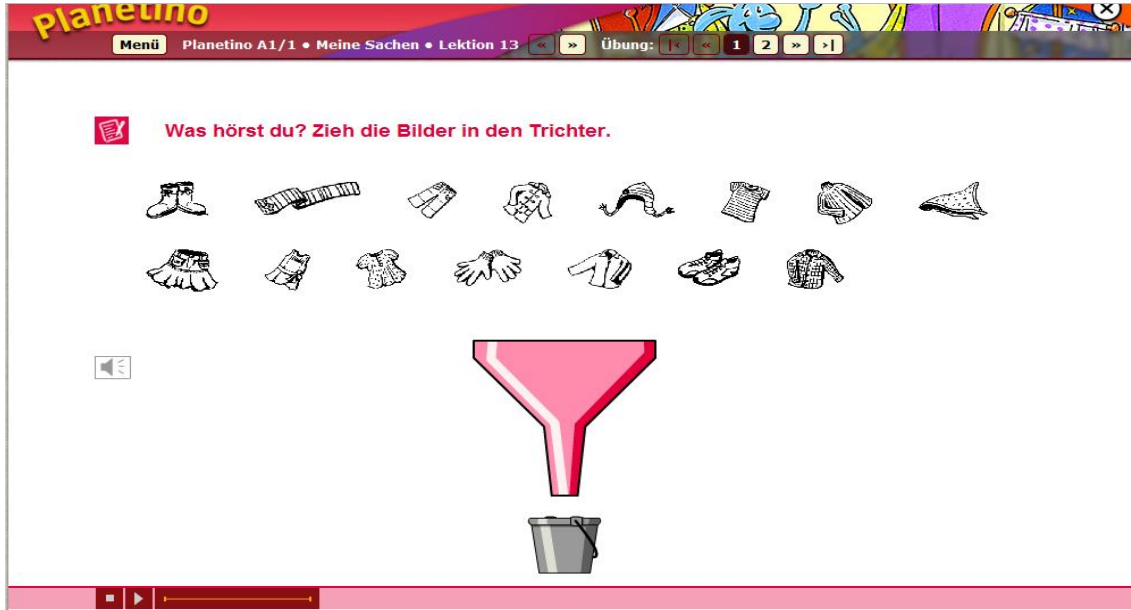 Planetino
Menü Planetino A1/1 • Meine Sachen • Lektion 13 « » Übung: |‹ « 1 2 » ›|
Was hörst du? Zieh die Bilder in den Trichter.